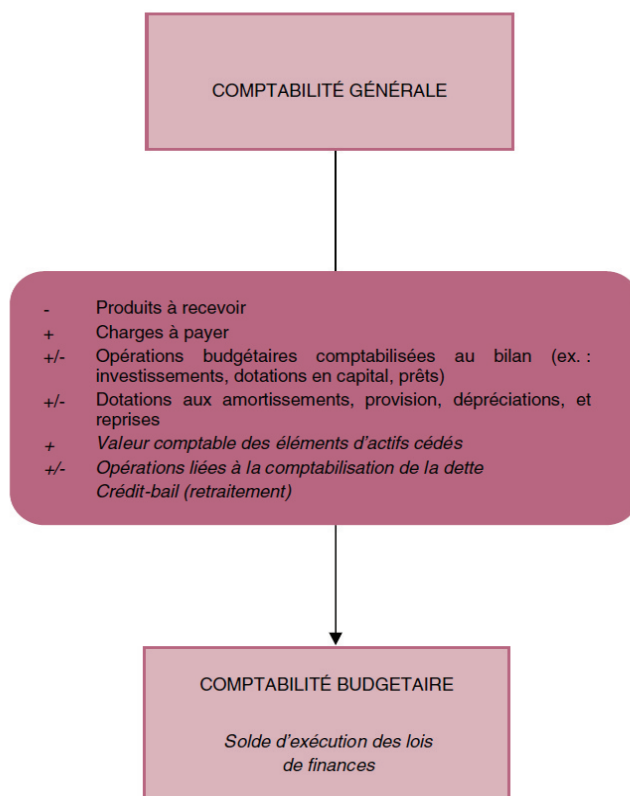 COMPTABILITÉ GÉNÉRALE
- Produits à recevoir
+ Charges à payer
+/- Opérations budgétaires comptabilisées au bilan (ex. :
investissements, dotations en capital, prêts)
+/- Dotations aux amortissements, provision, dépréciations, et
reprises
+ Valeur comptable des éléments d'actifs cédés
+/- Opérations liées à la comptabilisation de la dette
Crédit-bail (retraitement)
COMPTABILITÉ BUDGETAIRE
Solde d'exécution des lois
de finances